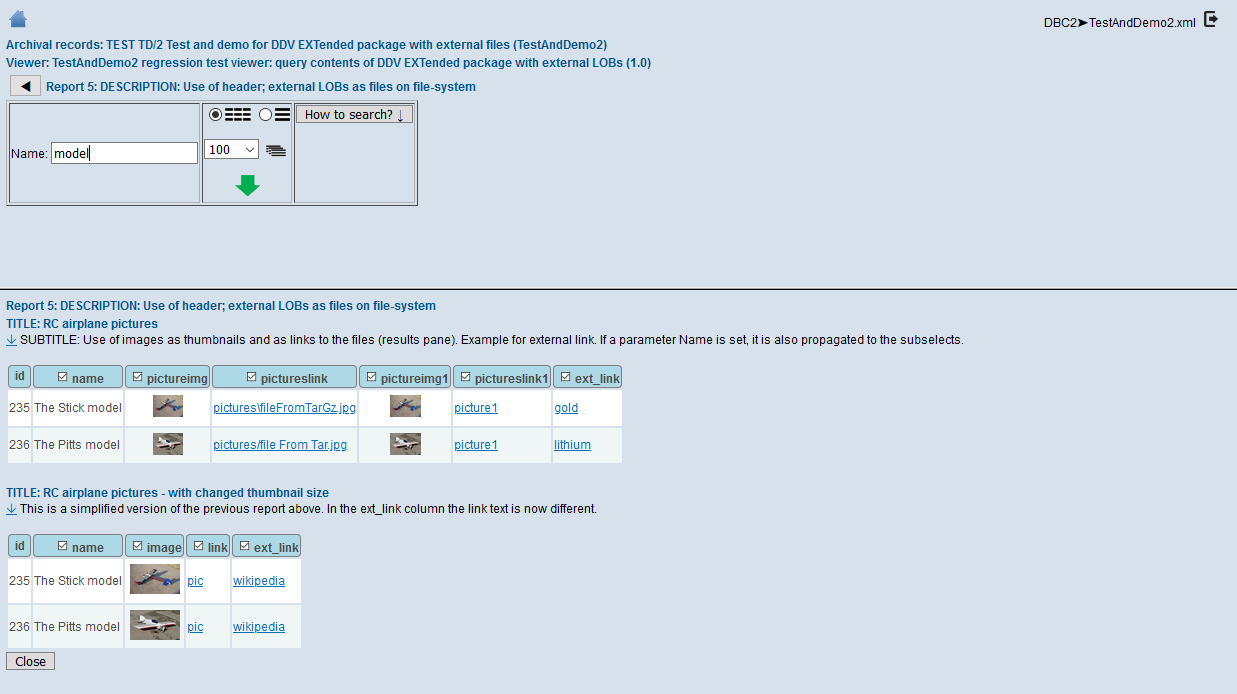 DBC2➤TestAndDemo2.xml
Archival records: TEST TD/2 Test and demo for DDV EXTended package with external files (TestAndDemo2)
Viewer: TestAndDemo2 regression test viewer: query contents of DDV EXTended package with external LOBs (1.0)
◀ Report 5: DESCRIPTION: Use of header; external LOBs as files on file-system
How to search? ↓
Name: model
100
Report 5: DESCRIPTION: Use of header; external LOBs as files on file-system
TITLE: RC airplane pictures
↓ SUBTITLE: Use of images as thumbnails and as links to the files (results pane). Example for external link. If a parameter Name is set, it is also propagated to the subselects.
id name pictureimg pictureslink pictureimg1 pictureslink1 ext_link
235 The Stick model pictures\fileFromTarGz.jpg picture1 gold
236 The Pitts model pictures/file From Tar.jpg picture1 lithium
TITLE: RC airplane pictures - with changed thumbnail size
↓ This is a simplified version of the previous report above. In the ext_link column the link text is now different.
id name image link ext_link
235 The Stick model pic wikipedia
236 The Pitts model pic wikipedia
Close